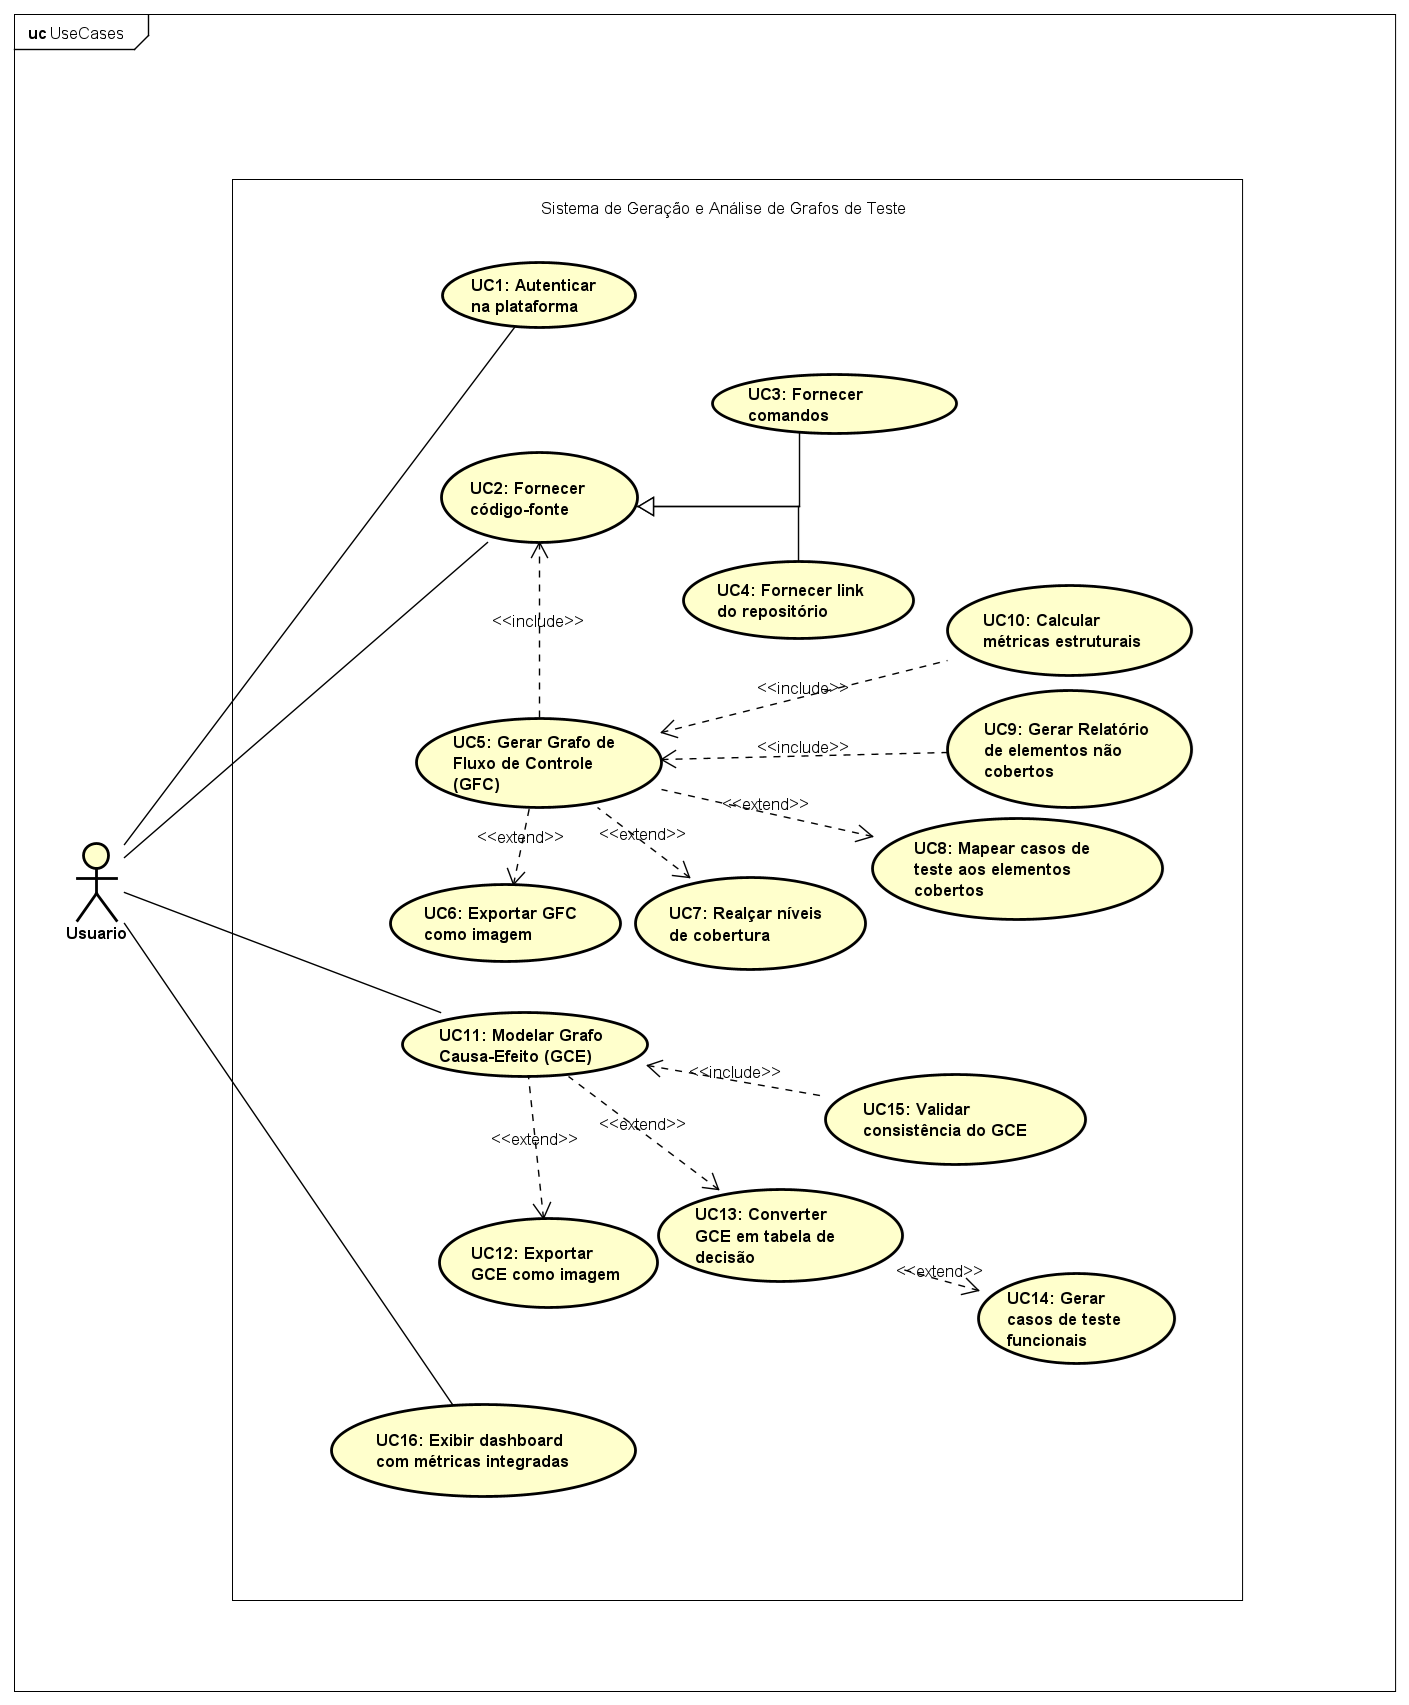 uc UseCases
Sistema de Geração e Análise de Grafos de Teste
UC1: Autenticar
na plataforma
UC3: Fornecer
comandos
UC2: Fornecer
código-fonte
UC4: Fornecer link
do repositório
<<include>>
UC10: Calcular
métricas estruturais
<<include>>
UC5: Gerar Grafo de
Fluxo de Controle
(GFC)
<<include>>
UC9: Gerar Relatório
de elementos não
cobertos
<<extend>>
<<extend>>
<<extend>>
UC8: Mapear casos de
teste aos elementos
cobertos
UC6: Exportar GFC
como imagem
UC7: Realçar níveis
de cobertura
Usuario
UC11: Modelar Grafo
Causa-Efeito (GCE)
<<include>>
UC15: Validar
consistência do GCE
<<extend>>
<<extend>>
UC13: Converter
GCE em tabela de
decisão
UC12: Exportar
GCE como imagem
<<extend>>
UC14: Gerar
casos de teste
funcionais
UC16: Exibir dashboard
com métricas integradas